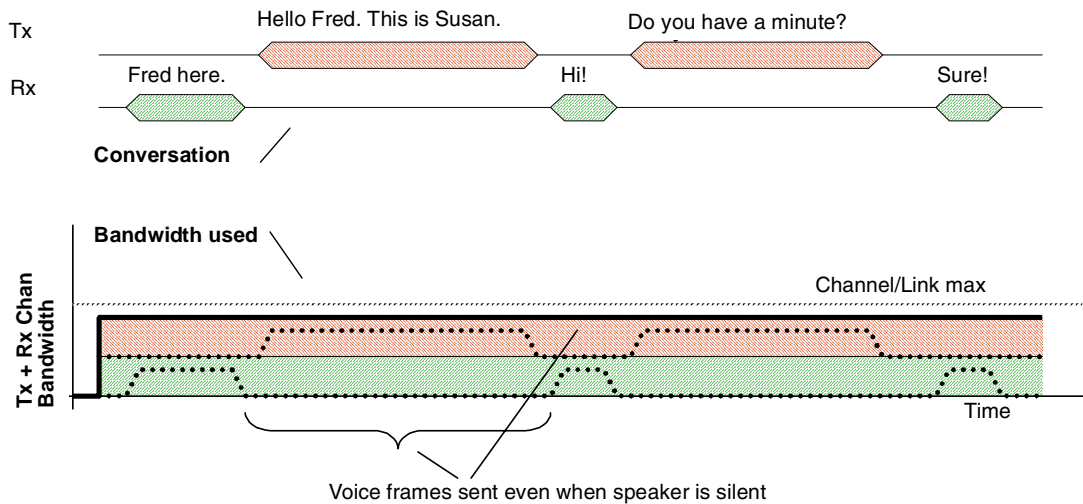 Tx
Hello Fred. This is Susan.
Do you have a minute?
Rx
Fred here.
Hi!
Sure!
Conversation
Bandwidth used
Channel/Link max
Tx + Rx Chan
Bandwidth
Time
Voice frames sent even when speaker is silent